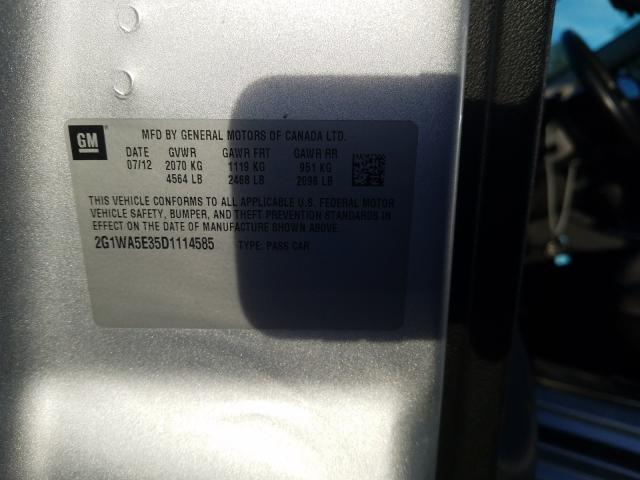 GM
MFD BY GENERAL MOTORS OF CANADA LTD.
DATE GVWR GAWR FRT GAWR RR
07/12 2070 KG 1119 KG 951 KG
4564 LB 2468 LB 2096 LB
THIS VEHICLE CONFORMS TO ALL APPLICABLE U.S. FEDERAL MOTOR
VEHICLE SAFETY, BUMPER, AND THEFT PREVENTION STANDARDS IN
EFFECT ON THE DATE OF MANUFACTURE SHOWN ABOVE.
2G1WA5E35D1114585 TYPE: PASS CAR